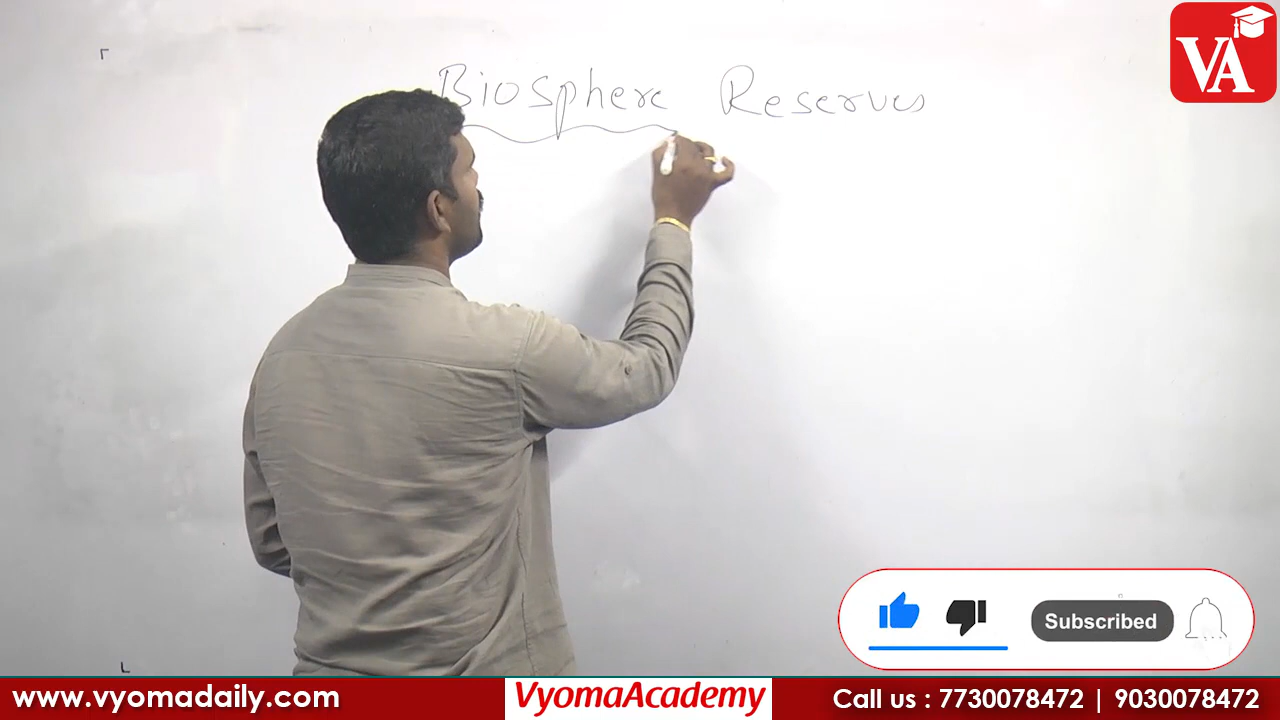 Biosphere Reserves
VA
Subscribed
www.vyomadaily.com
VyomaAcademy
Call us : 7730078472 | 9030078472